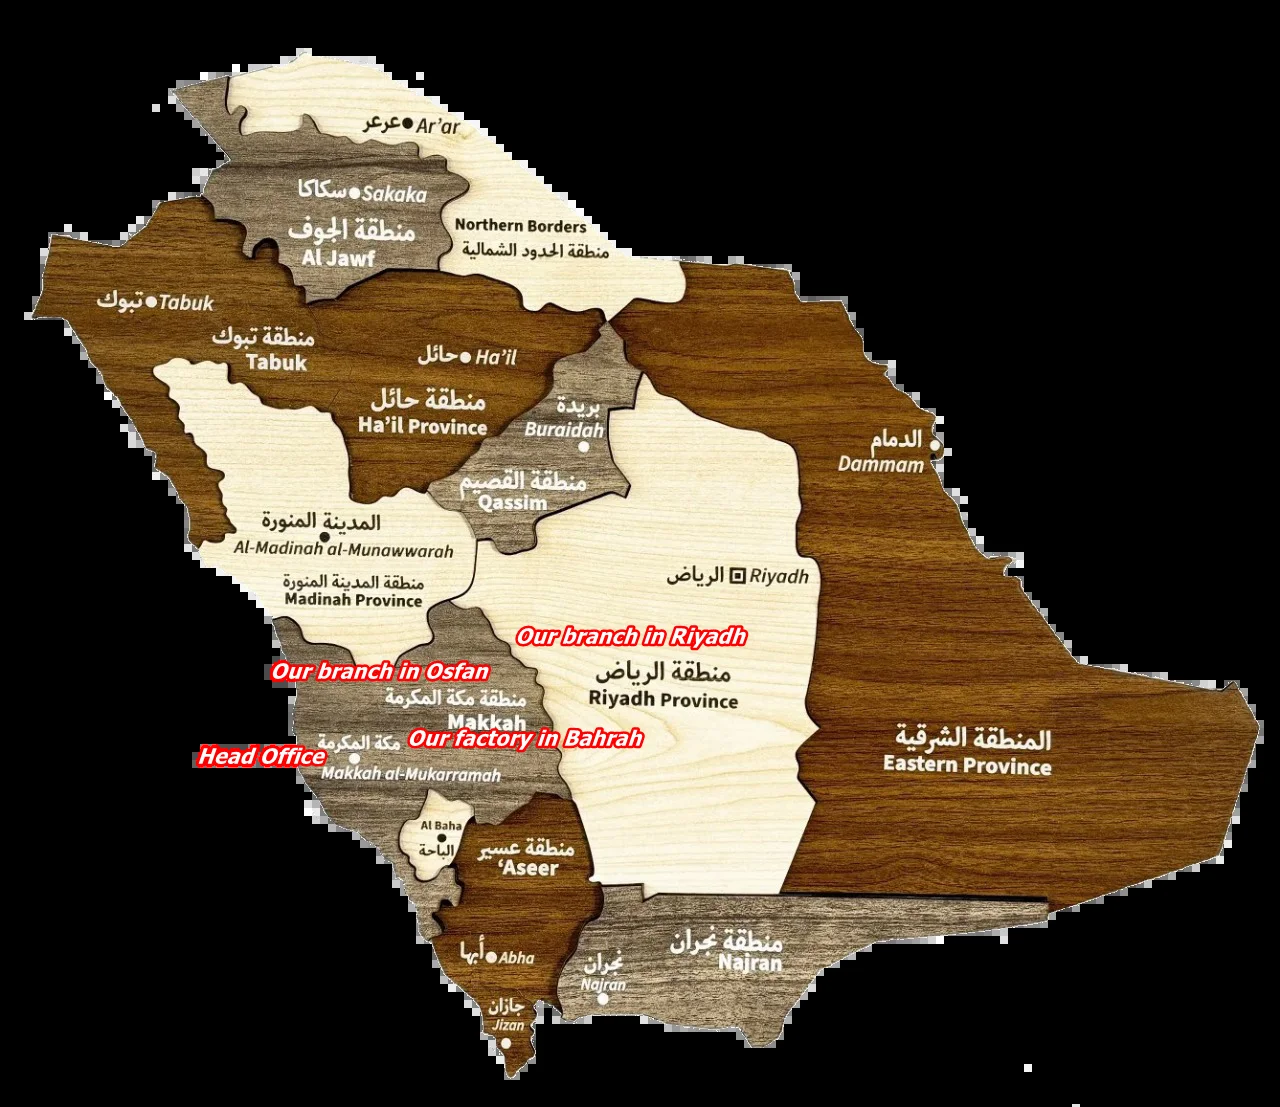 عرعر Ar'ar
سكاكا Sakaka
منطقة الجوف
Al Jawf
Northern Borders
منطقة الحدود الشمالية
تبوك Tabuk
منطقة تبوك
Tabuk
حائل Ha'il
منطقة حائل
Ha'il Province
بريدة
Buraidah
منطقة القصيم
Qassim
الدمام
Dammam
المدينة المنورة
Al-Madinah al-Munawwarah
منطقة المدينة المنورة
Madinah Province
الرياض Riyadh
Our branch in Riyadh
منطقة الرياض
Riyadh Province
Our branch in Osfan
منطقة مكة المكرمة
Makkah
Our factory in Bahrah
مكة المكرمة
Head Office
Makkah al-Mukarramah
المنطقة الشرقية
Eastern Province
Al Baha
الباحة
منطقة عسير
'Aseer
أبها Abha
منطقة نجران
Najran
نجران
Najran
جازان
Jizan